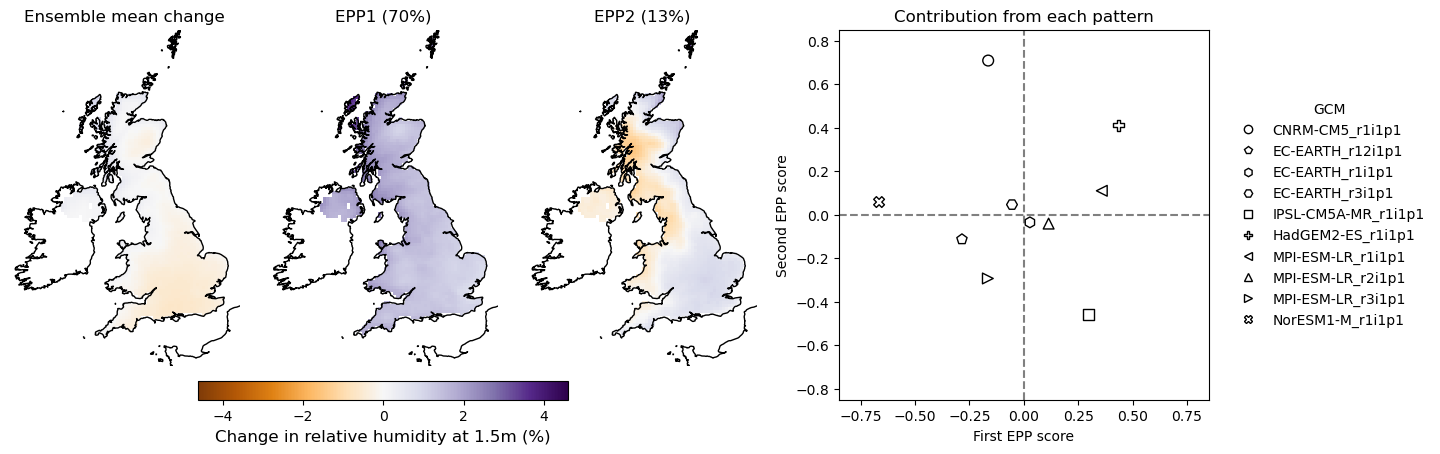 Ensemble mean change
EPP1 (70%)
EPP2 (13%)
Contribution from each pattern
−4 −2 0 2 4
Change in relative humidity at 1.5m (%)
Second EPP score
0.8
0.6
0.4
0.2
0.0
−0.2
−0.4
−0.6
−0.8
−0.75 −0.50 −0.25 0.00 0.25 0.50 0.75
First EPP score
GCM
CNRM-CM5_r1i1p1
EC-EARTH_r12i1p1
EC-EARTH_r1i1p1
EC-EARTH_r3i1p1
IPSL-CM5A-MR_r1i1p1
HadGEM2-ES_r1i1p1
MPI-ESM-LR_r1i1p1
MPI-ESM-LR_r2i1p1
MPI-ESM-LR_r3i1p1
NorESM1-M_r1i1p1